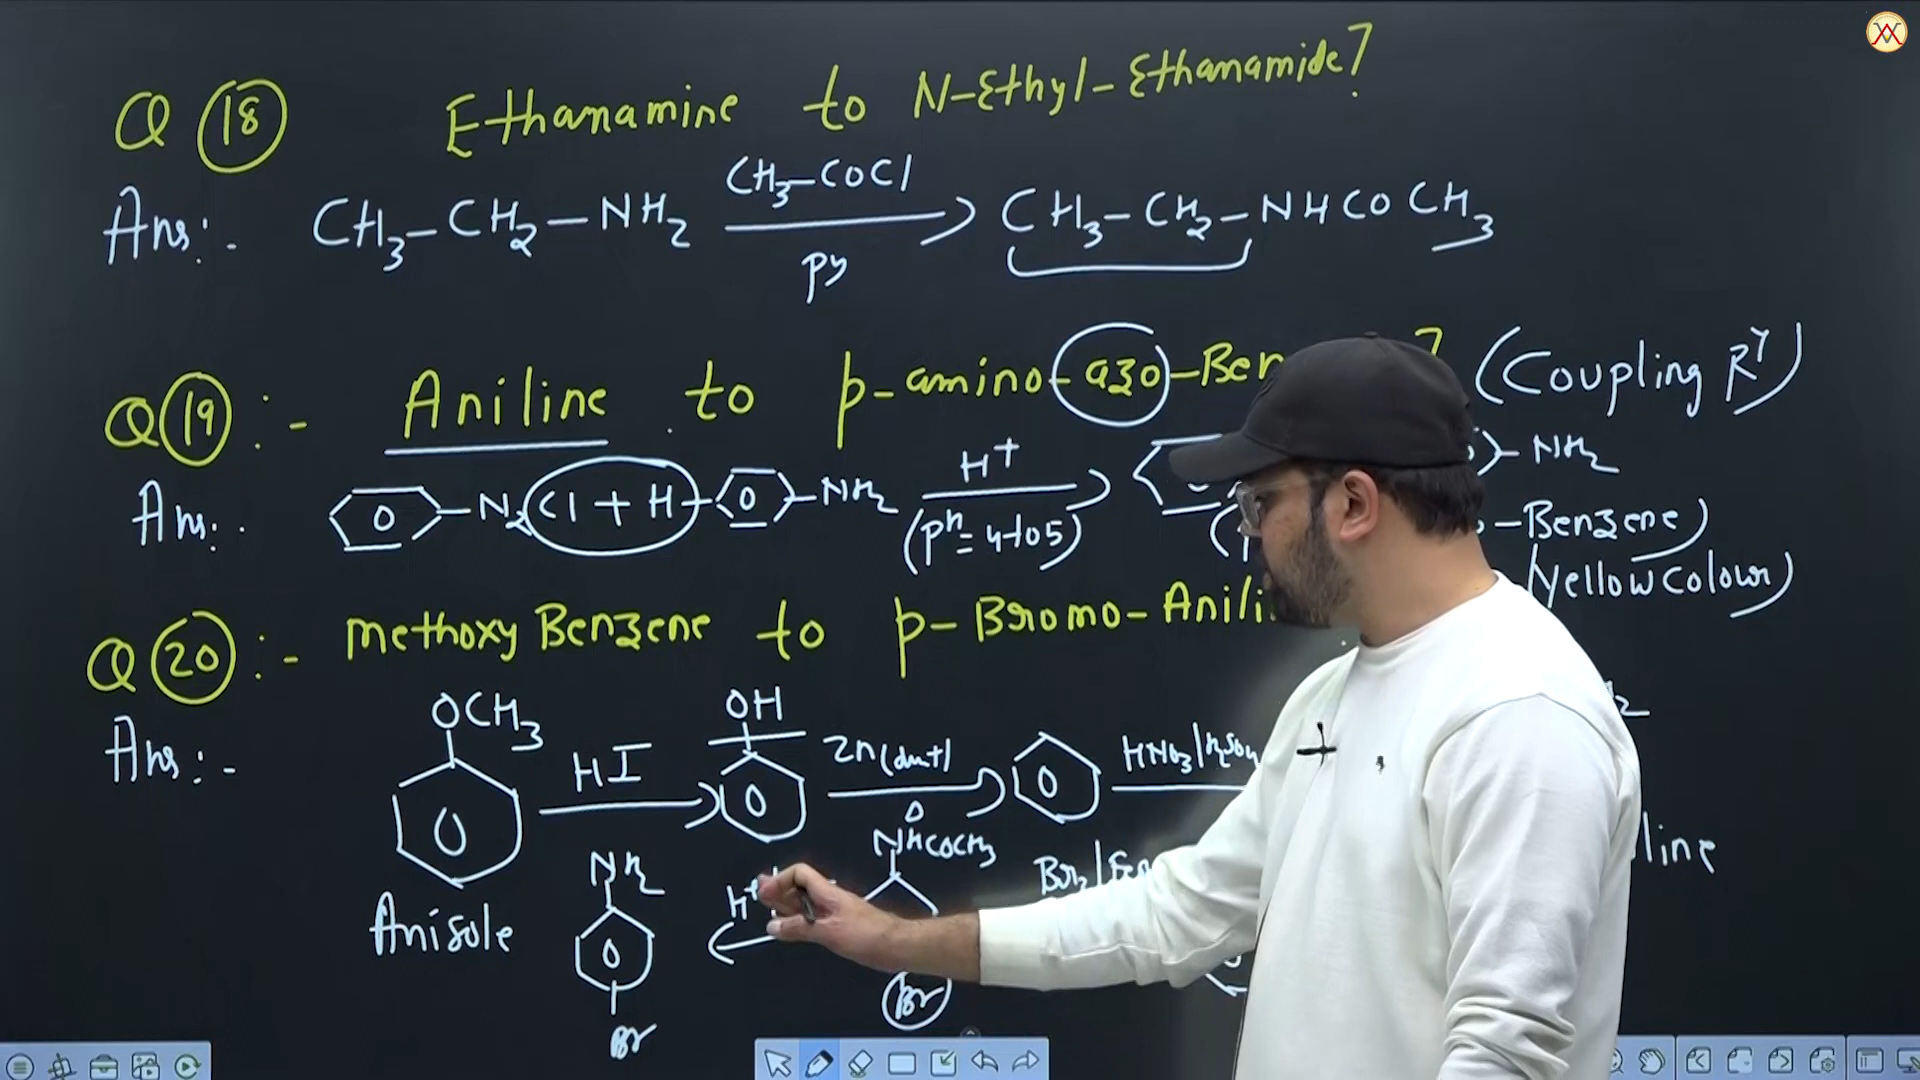 Q 18 Ethanamine to N-Ethyl-Ethanamide?
Ans:- CH3-CH2-NH2 CH3-COCl py CH3-CH2-NHCOCH3
Q 19 :- Aniline to p-amino-azo-Ben ? (Coupling RY)
Ans:- O -N2Cl + H- O -NH2 H+ (pH=4to5) -NH2
-Benzene)
(Yellow colour)
Q 20 :- methoxy Benzene to p-Bromo-Anili
Ans:- OCH3 HI OH Zn(dust) Δ HNO3/H2SO4
Anisole
NH2 Br
H+
NHCOCH3 Br
Br2/Fe
line